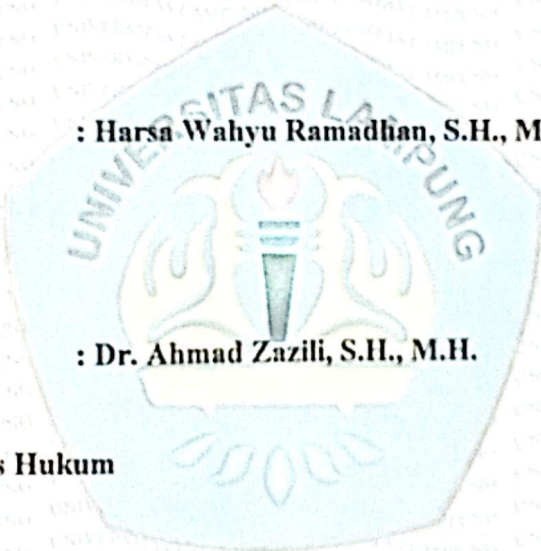 UNIVERSITAS LAMPUNG
: Harsa Wahyu Ramadhan, S.H., M
: Dr. Ahmad Zazili, S.H., M.H.
s Hukum